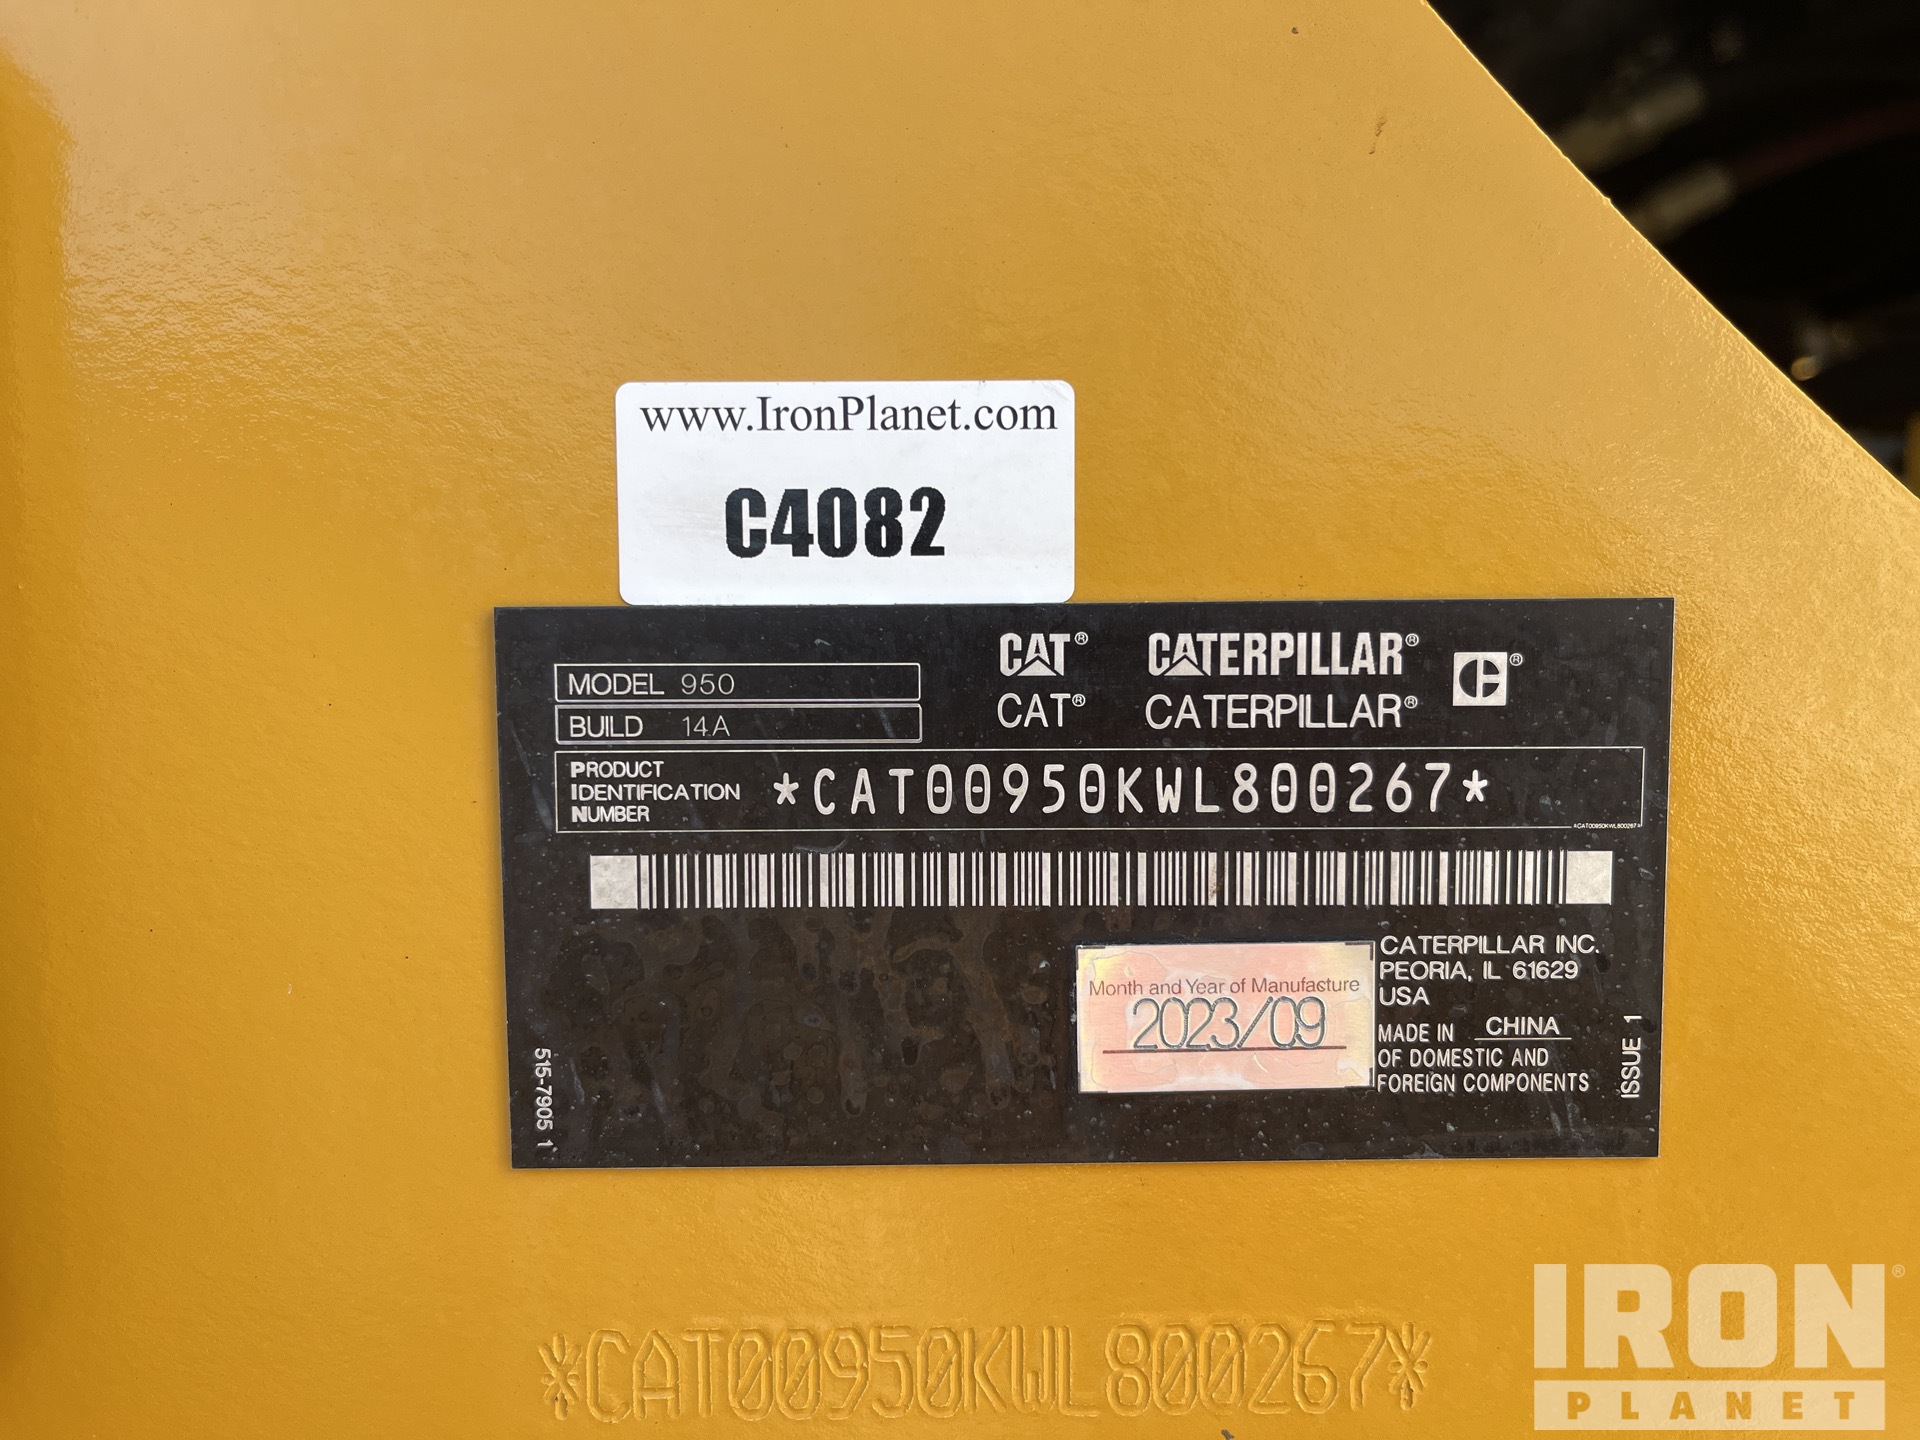 www.IronPlanet.com
C4082
CAT® CATERPILLAR® ®
CAT® CATERPILLAR®
MODEL 950
BUILD 14A
PRODUCT
IDENTIFICATION
NUMBER
*CAT00950KWL800267*
*CAT00950KWL800267*
Month and Year of Manufacture
2023/09
CATERPILLAR INC.
PEORIA, IL 61629
USA
MADE IN CHINA
OF DOMESTIC AND
FOREIGN COMPONENTS
ISSUE 1
515-7905 1
*CAT00950KWL800267*
IRON®
PLANET